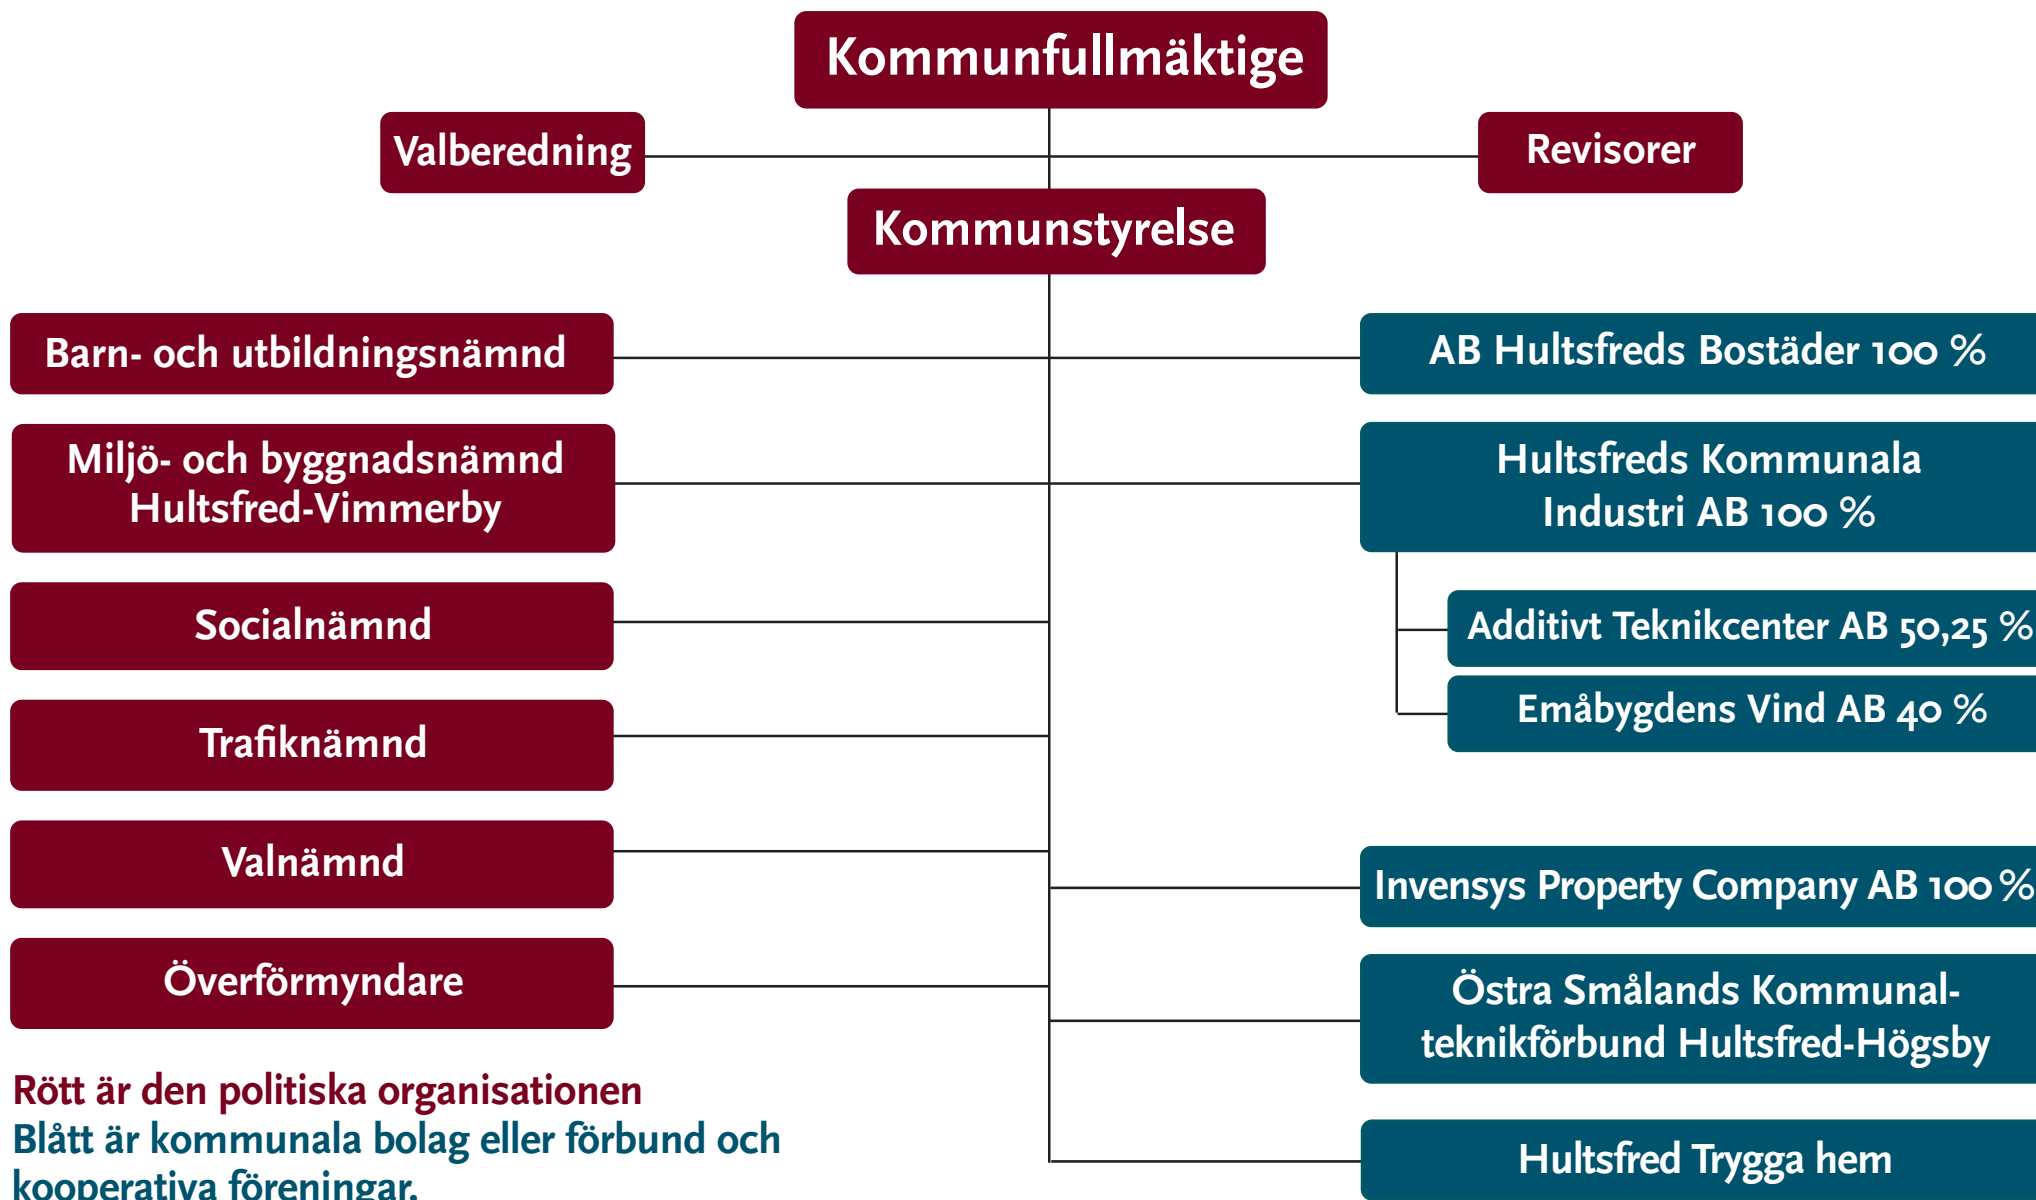 Kommunfullmäktige
Valberedning
Revisorer
Kommunstyrelse
Barn- och utbildningsnämnd
Miljö- och byggnadsnämnd
Hultsfred-Vimmerby
Socialnämnd
Trafiknämnd
Valnämnd
Överförmyndare
AB Hultsfreds Bostäder 100 %
Hultsfreds Kommunala
Industri AB 100 %
Additivt Teknikcenter AB 50,25 %
Emåbygdens Vind AB 40 %
Invensys Property Company AB 100 %
Östra Smålands Kommunal-
teknikförbund Hultsfred-Högsby
Hultsfred Trygga hem
Rött är den politiska organisationen
Blått är kommunala bolag eller förbund och
kooperativa föreningar.